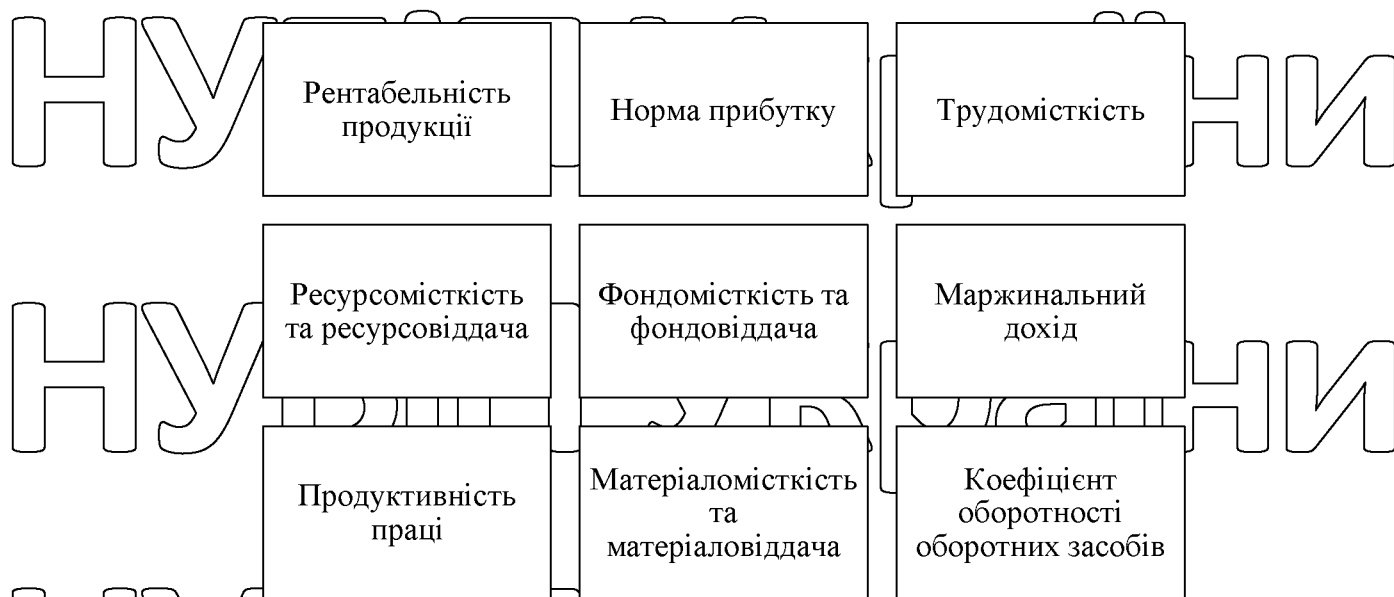 Рентабельність
продукції
Норма прибутку
Трудомісткість
Ресурсомісткість
та ресурсовіддача
Фондомісткість та
фондовіддача
Маржинальний
дохід
Продуктивність
праці
Матеріаломісткість
та
матеріаловіддача
Коефіцієнт
оборотності
оборотних засобів